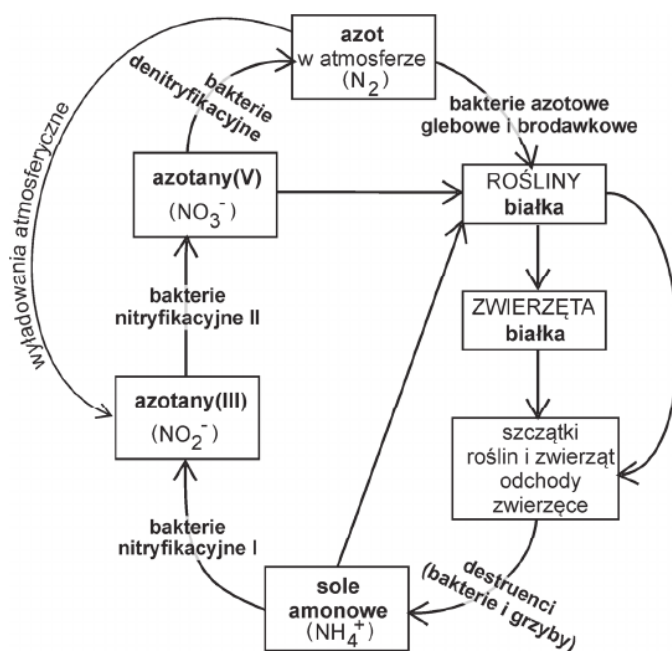 azot
w atmosferze
(N₂)
bakterie
denitryfikacyjne
bakterie azotowe
glebowe i brodawkowe
wyładowania atmosferyczne
azotany(V)
(NO₃⁻)
ROŚLINY
białka
bakterie
nitryfikacyjne II
ZWIERZĘTA
białka
azotany(III)
(NO₂⁻)
szczątki
roślin i zwierząt
odchody
zwierzęce
bakterie
nitryfikacyjne I
destruenci
(bakterie i grzyby)
sole
amonowe
(NH₄⁺)